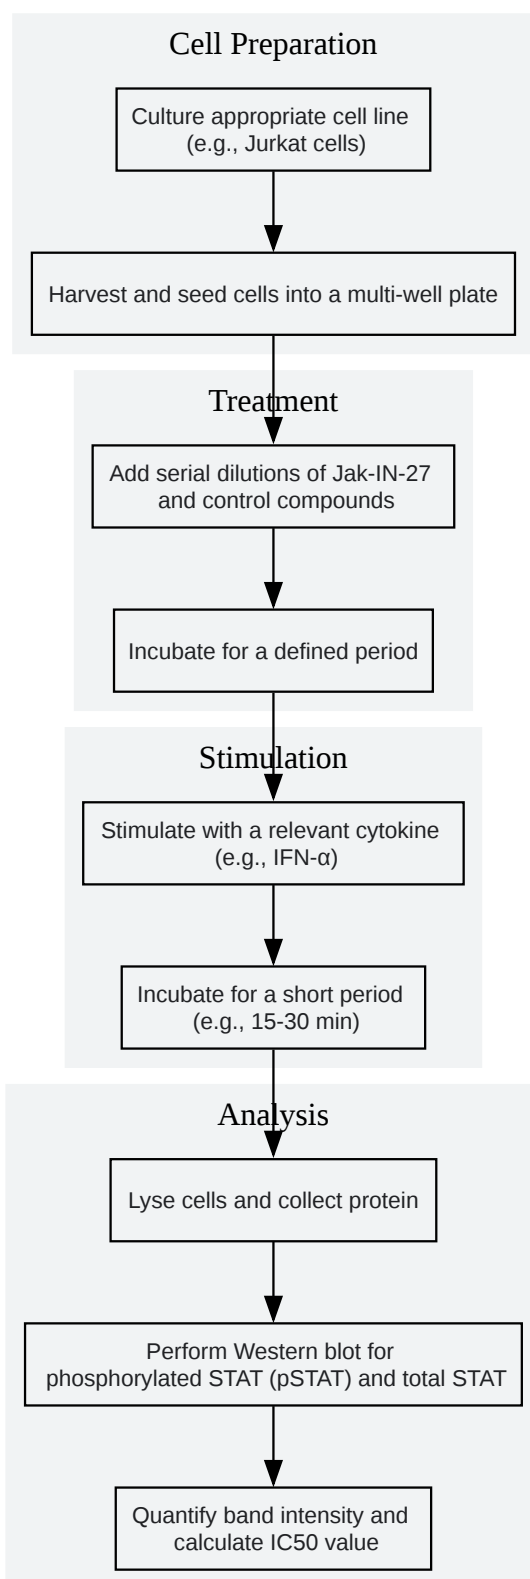 Cell Preparation
Culture appropriate cell line
(e.g., Jurkat cells)
Harvest and seed cells into a multi-well plate
Treatment
Add serial dilutions of Jak-IN-27
and control compounds
Incubate for a defined period
Stimulation
Stimulate with a relevant cytokine
(e.g., IFN-α)
Incubate for a short period
(e.g., 15-30 min)
Analysis
Lyse cells and collect protein
Perform Western blot for
phosphorylated STAT (pSTAT) and total STAT
Quantify band intensity and
calculate IC50 value